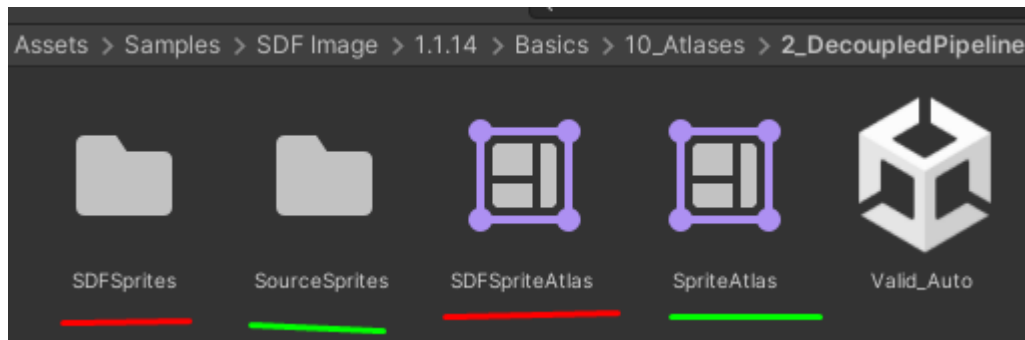 Assets > Samples > SDF Image > 1.1.14 > Basics > 10_Atlases > 2_DecoupledPipeline
SDFSprites SourceSprites SDFSpriteAtlas SpriteAtlas Valid_Auto